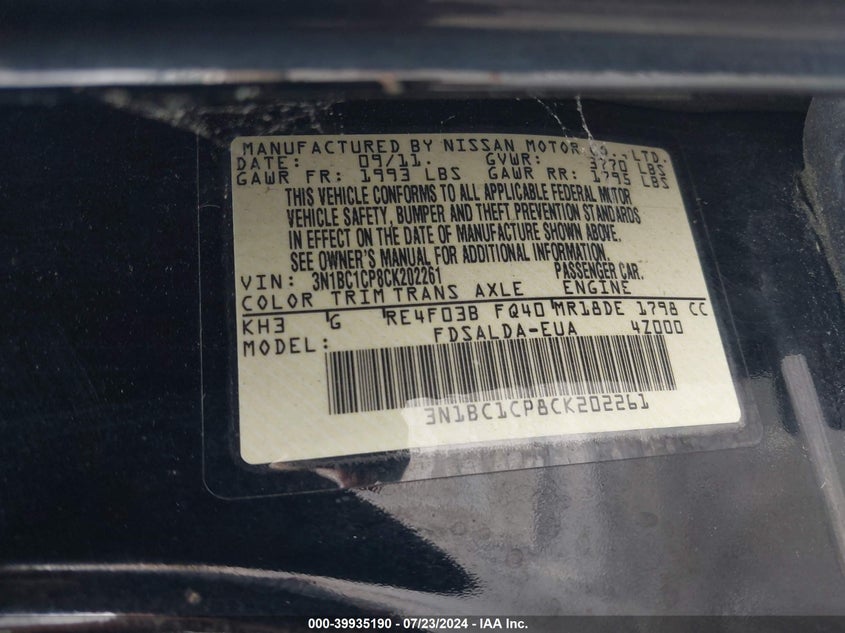 MANUFACTURED BY NISSAN MOTOR CO.,LTD.
DATE: 09/11. GVWR: 3770 LBS
GAWR FR: 1993 LBS GAWR RR: 1795 LBS
THIS VEHICLE CONFORMS TO ALL APPLICABLE FEDERAL MOTOR
VEHICLE SAFETY, BUMPER AND THEFT PREVENTION STANDARDS
IN EFFECT ON THE DATE OF MANUFACTURE SHOWN ABOVE.
SEE OWNER'S MANUAL FOR ADDITIONAL INFORMATION.
VIN: 3N1BC1CP8CK202261 PASSENGER CAR.
COLOR TRIM TRANS AXLE ENGINE
KH3 G RE4F03B FQ40 MR18DE 1798 CC
MODEL: FDSALDA-EUA 4Z000
3N1BC1CP8CK202261
000-39935190 - 07/23/2024 - IAA Inc.